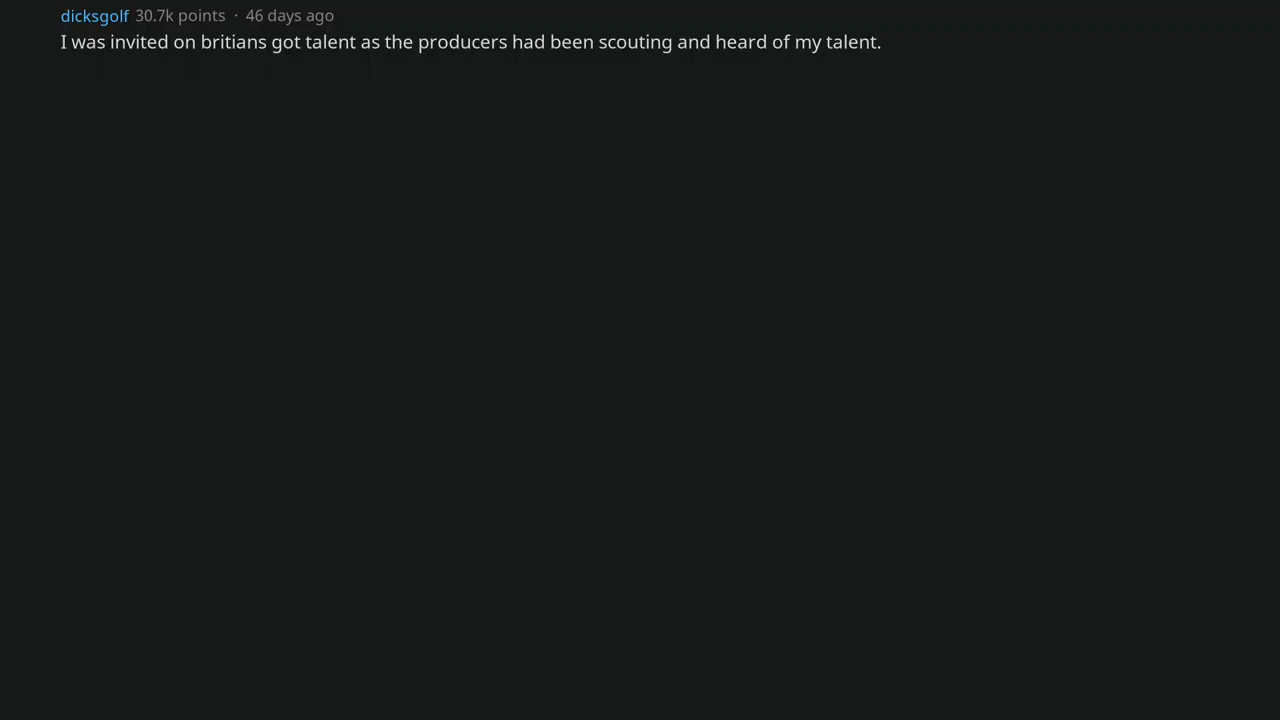 dicksgolf 30.7k points · 46 days ago
I was invited on britians got talent as the producers had been scouting and heard of my talent.